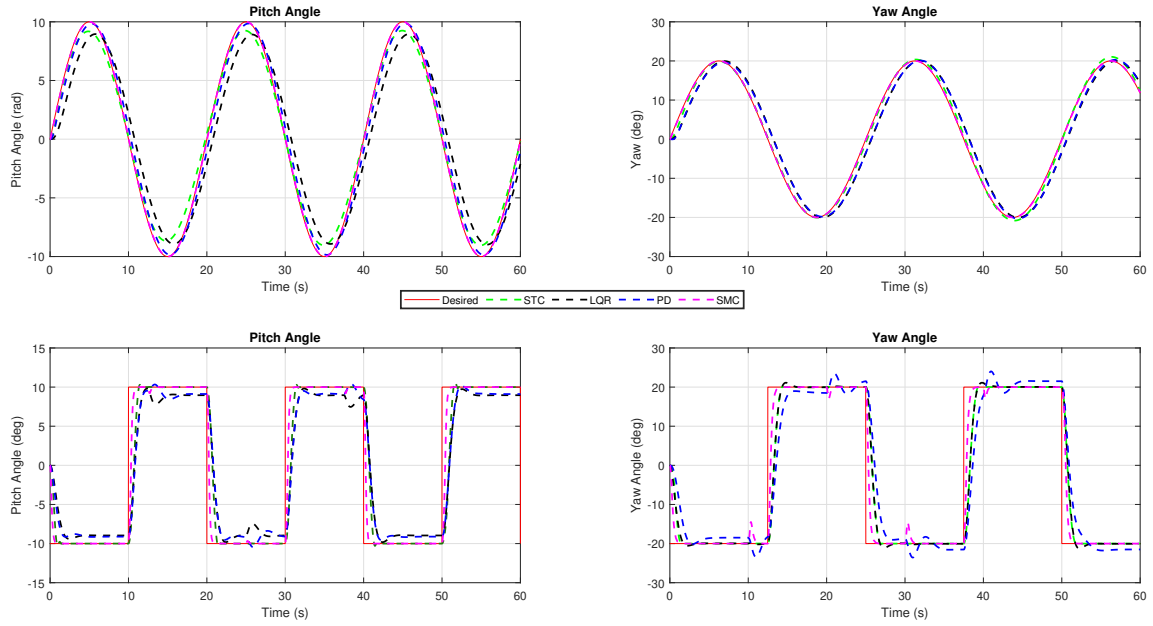 Pitch Angle
10
5
0
-5
-10
Pitch Angle (rad)
0 10 20 30 40 50 60
Time (s)
Yaw Angle
30
20
10
0
-10
-20
-30
Yaw (deg)
0 10 20 30 40 50 60
Time (s)
Desired STC LQR PD SMC
Pitch Angle
15
10
5
0
-5
-10
-15
Pitch Angle (deg)
0 10 20 30 40 50 60
Time (s)
Yaw Angle
30
20
10
0
-10
-20
-30
Yaw Angle (deg)
0 10 20 30 40 50 60
Time (s)